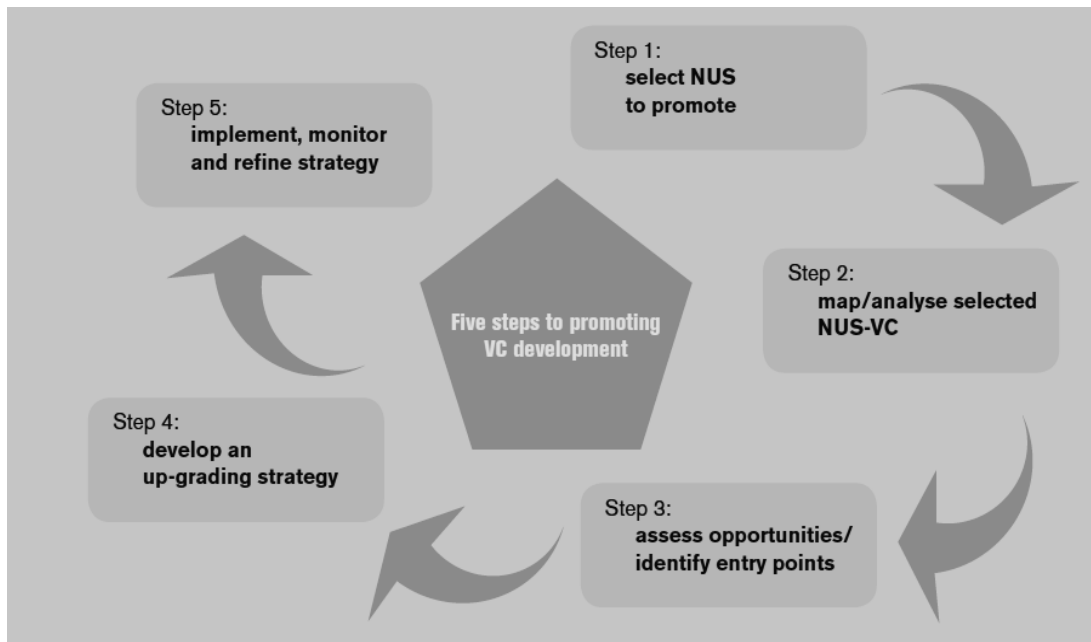 Step 1:
select NUS
to promote
Step 2:
map/analyse selected
NUS-VC
Step 3:
assess opportunities/
identify entry points
Step 4:
develop an
up-grading strategy
Step 5:
implement, monitor
and refine strategy
Five steps to promoting
VC development